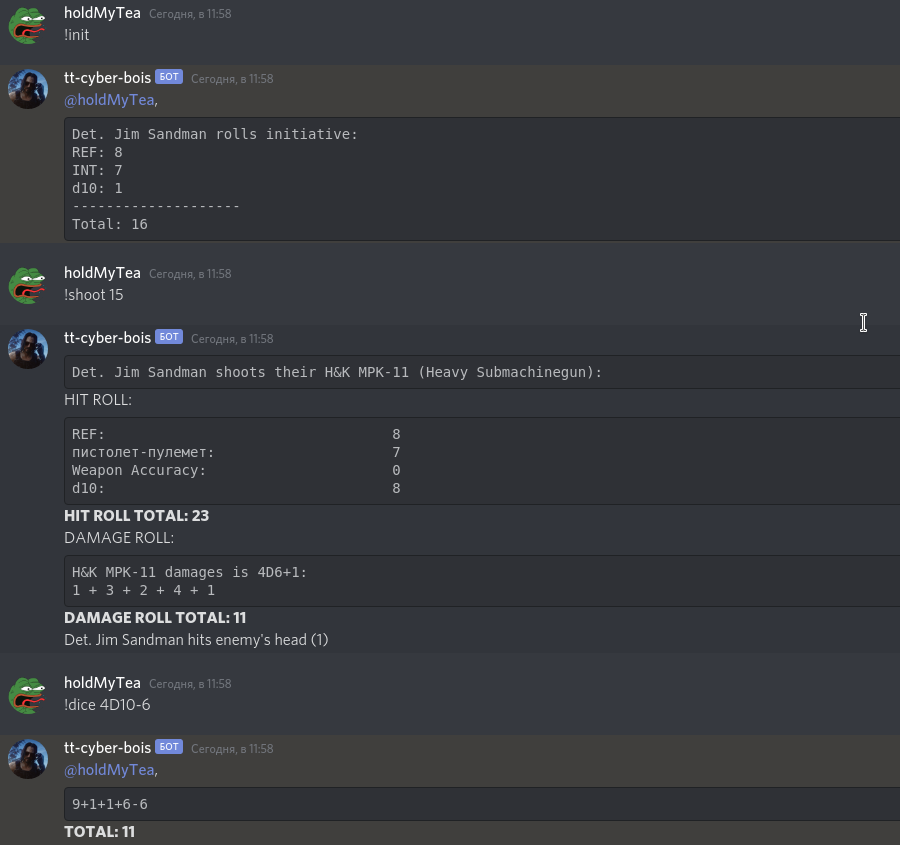 holdMyTea Сегодня, в 11:58
!init
tt-cyber-bois БОТ Сегодня, в 11:58
@holdMyTea,
Det. Jim Sandman rolls initiative:
REF: 8
INT: 7
d10: 1
--------------------
Total: 16
holdMyTea Сегодня, в 11:58
!shoot 15
tt-cyber-bois БОТ Сегодня, в 11:58
Det. Jim Sandman shoots their H&K MPK-11 (Heavy Submachinegun):
HIT ROLL:
REF: 8
пистолет-пулемет: 7
Weapon Accuracy: 0
d10: 8
HIT ROLL TOTAL: 23
DAMAGE ROLL:
H&K MPK-11 damages is 4D6+1:
1 + 3 + 2 + 4 + 1
DAMAGE ROLL TOTAL: 11
Det. Jim Sandman hits enemy's head (1)
holdMyTea Сегодня, в 11:58
!dice 4D10-6
tt-cyber-bois БОТ Сегодня, в 11:58
@holdMyTea,
9+1+1+6-6
TOTAL: 11